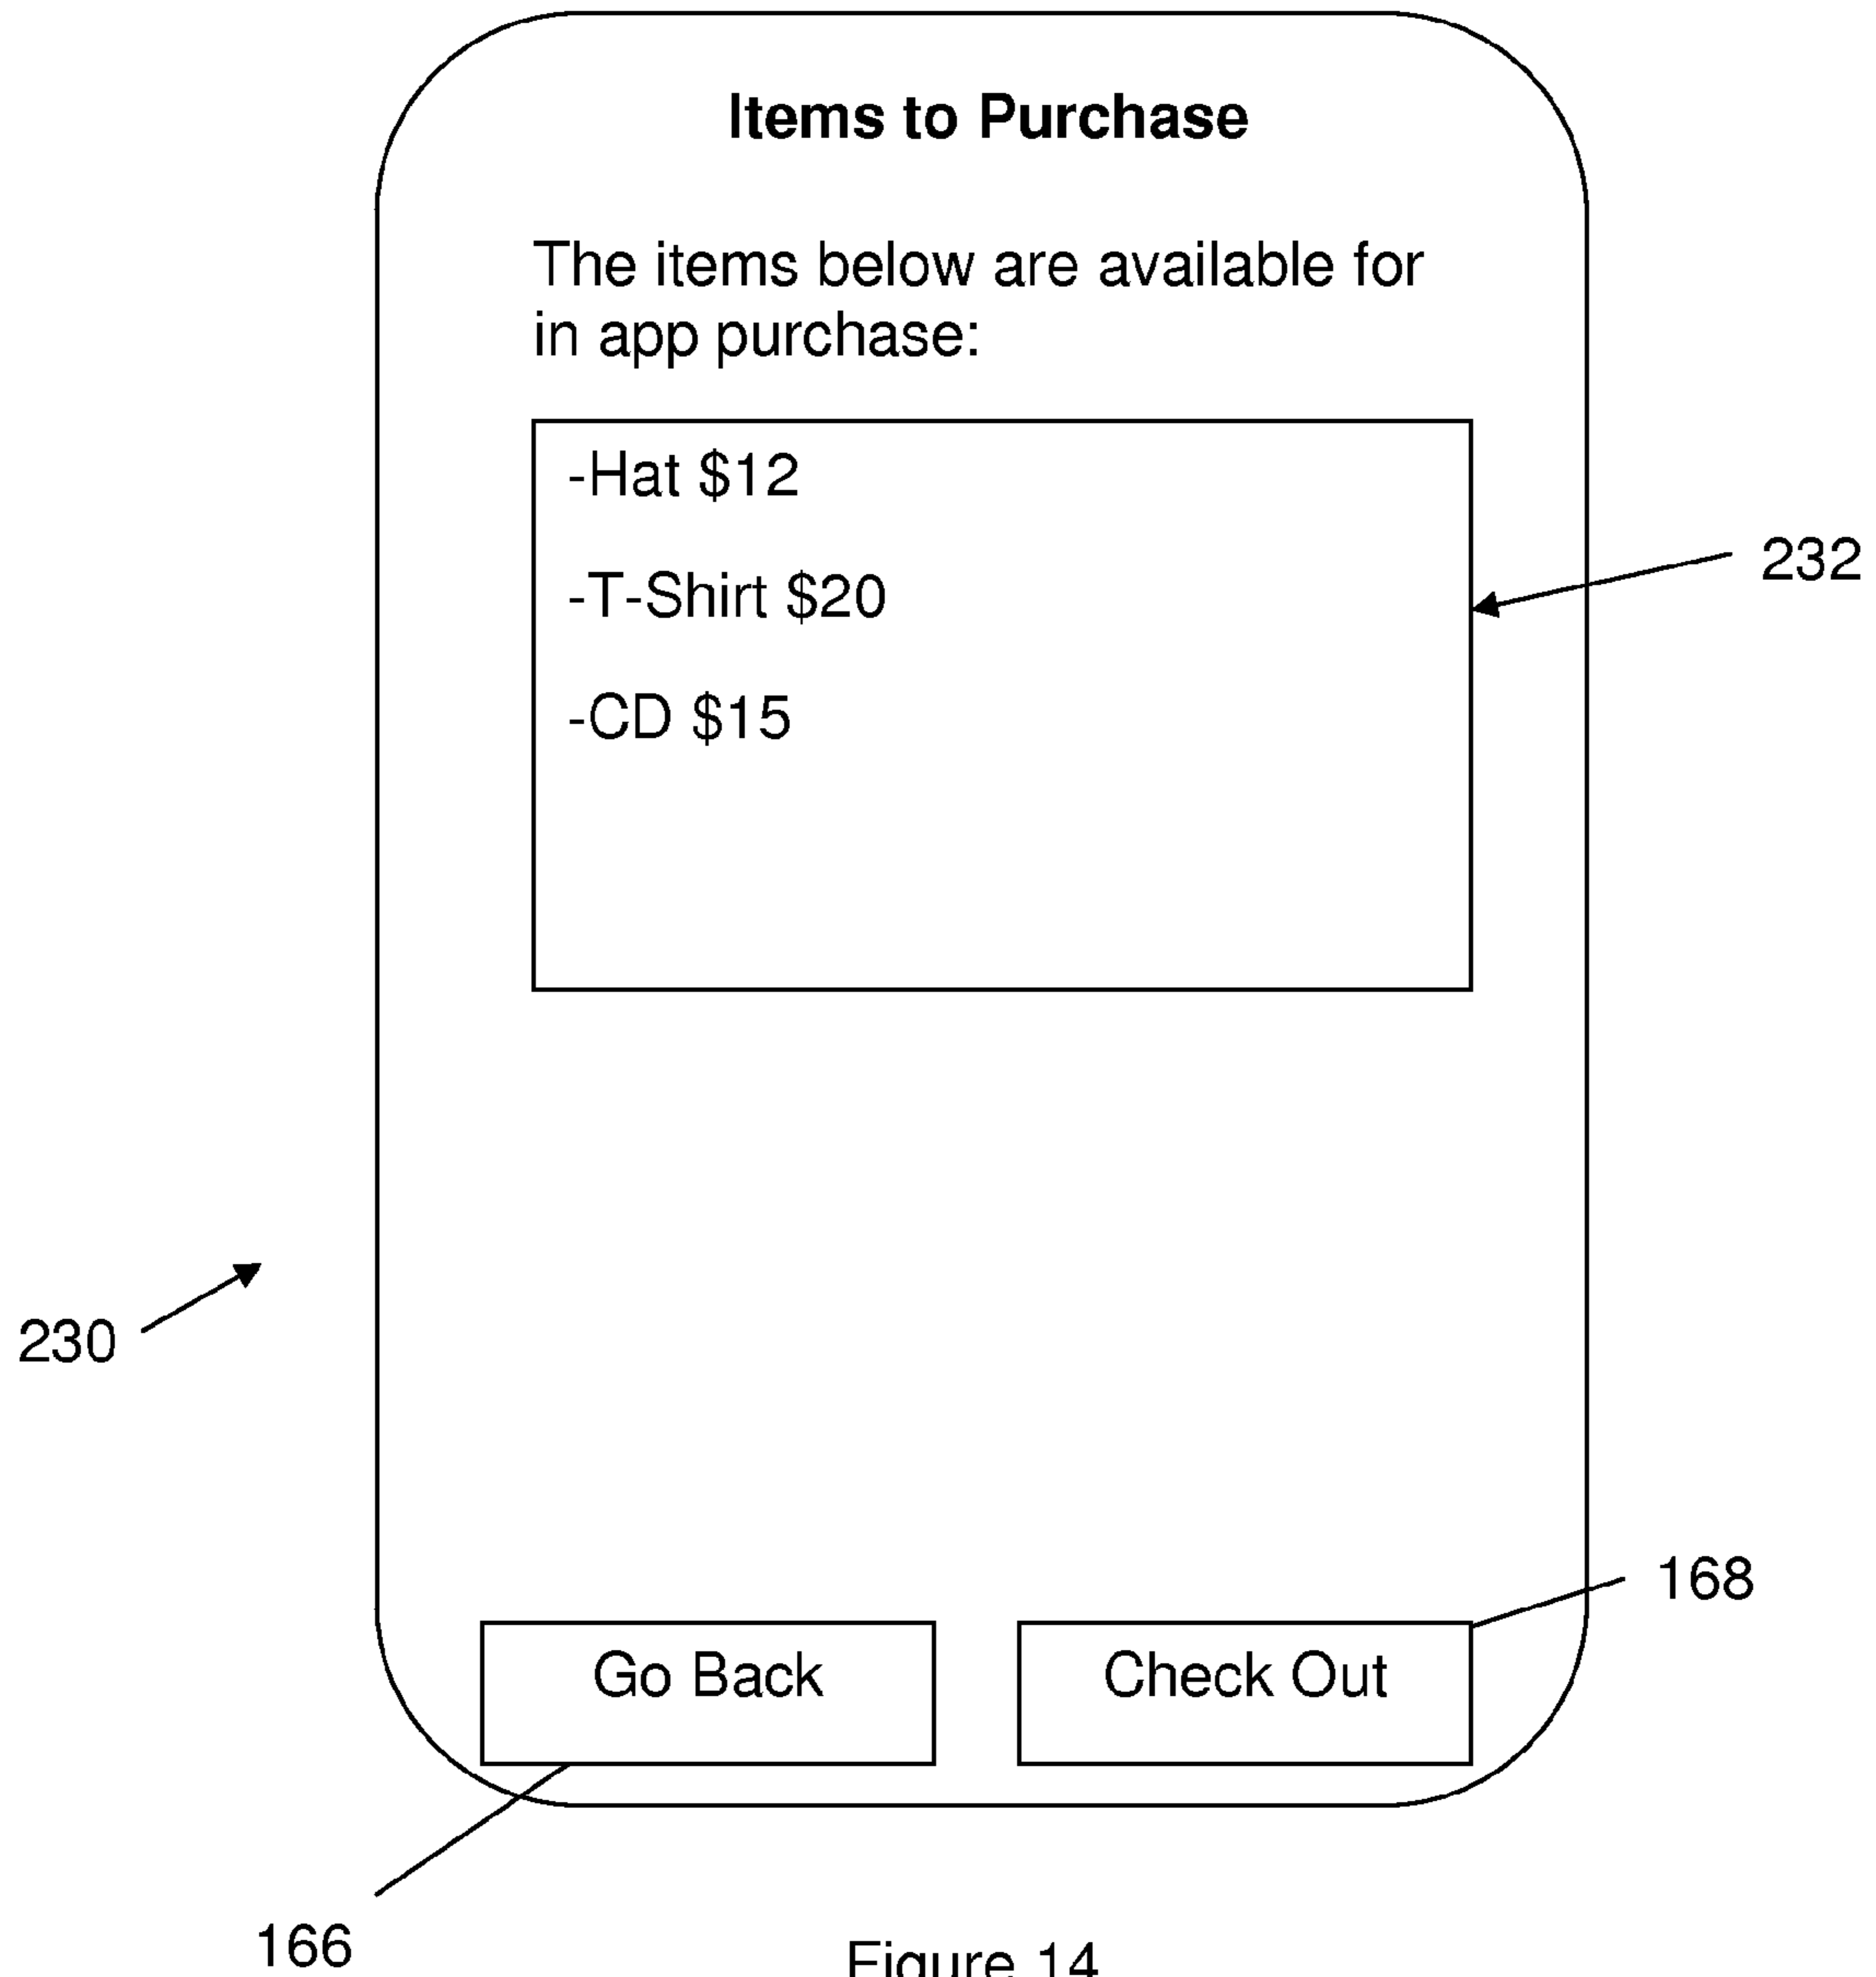 Items to Purchase
The items below are available for
in app purchase:
-Hat $12
-T-Shirt $20
-CD $15
232
230
168
Go Back
Check Out
166
Figure 14